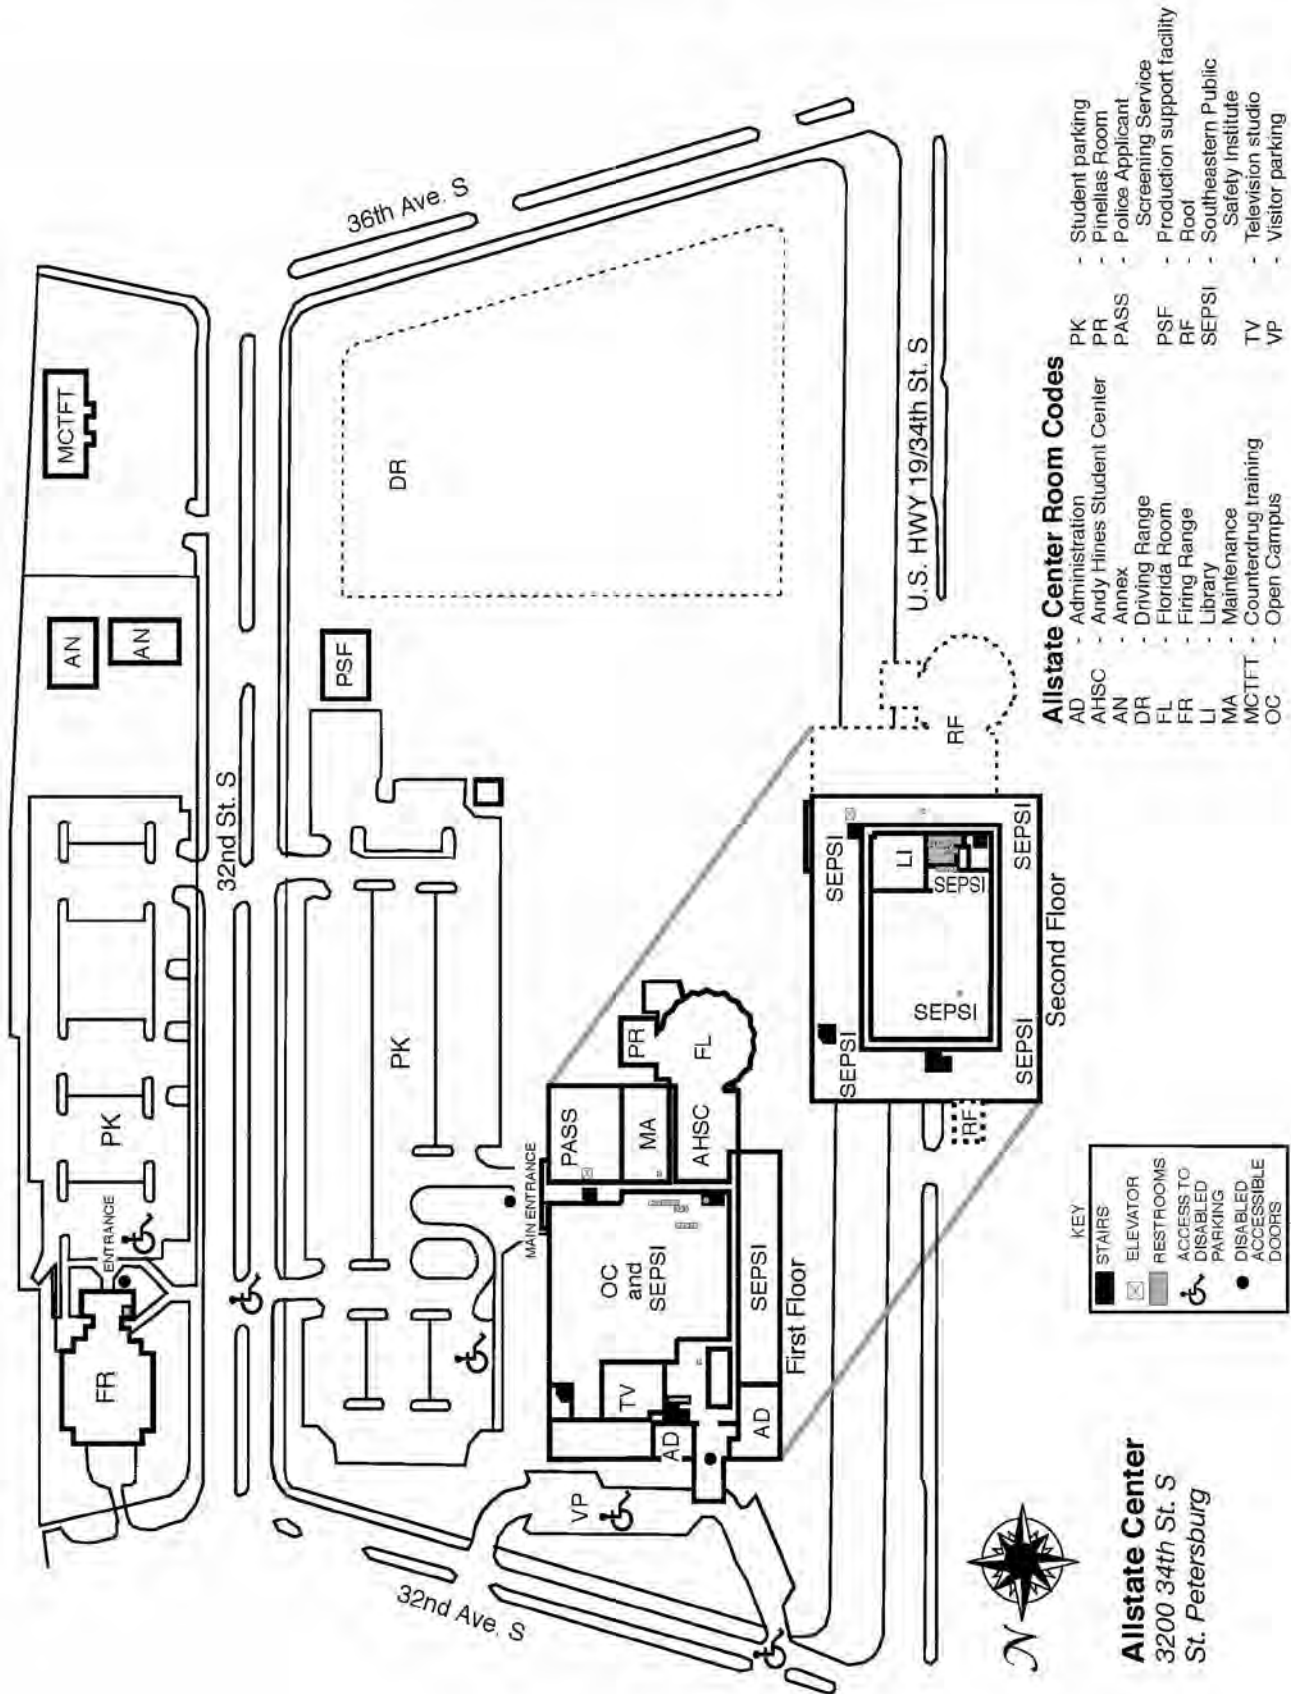 MCTFT
AN
AN
PK
ENTRANCE
FR
36th Ave. S
32nd St. S
DR
PSF
PK
MAIN ENTRANCE
PASS
MA
PR
FL
AHSC
OC
and
SEPSI
SEPSI
TV
AD
AD
First Floor
VP
32nd Ave. S
U.S. HWY 19/34th St. S
RF
SEPSI
LI
SEPSI
SEPSI
SEPSI
SEPSI
SEPSI
RF
Second Floor
Allstate Center Room Codes
AD - Administration
AHSC - Andy Hines Student Center
AN - Annex
DR - Driving Range
FL - Florida Room
FR - Firing Range
LI - Library
MA - Maintenance
MCTFT - Counterdrug training
OC - Open Campus
PK - Student parking
PR - Pinellas Room
PASS - Police Applicant
Screening Service
PSF - Production support facility
RF - Roof
SEPSI - Southeastern Public
Safety Institute
TV - Television studio
VP - Visitor parking
KEY
STAIRS
ELEVATOR
RESTROOMS
ACCESS TO
DISABLED
PARKING
DISABLED
ACCESSIBLE
DOORS
N
Allstate Center
3200 34th St. S
St. Petersburg